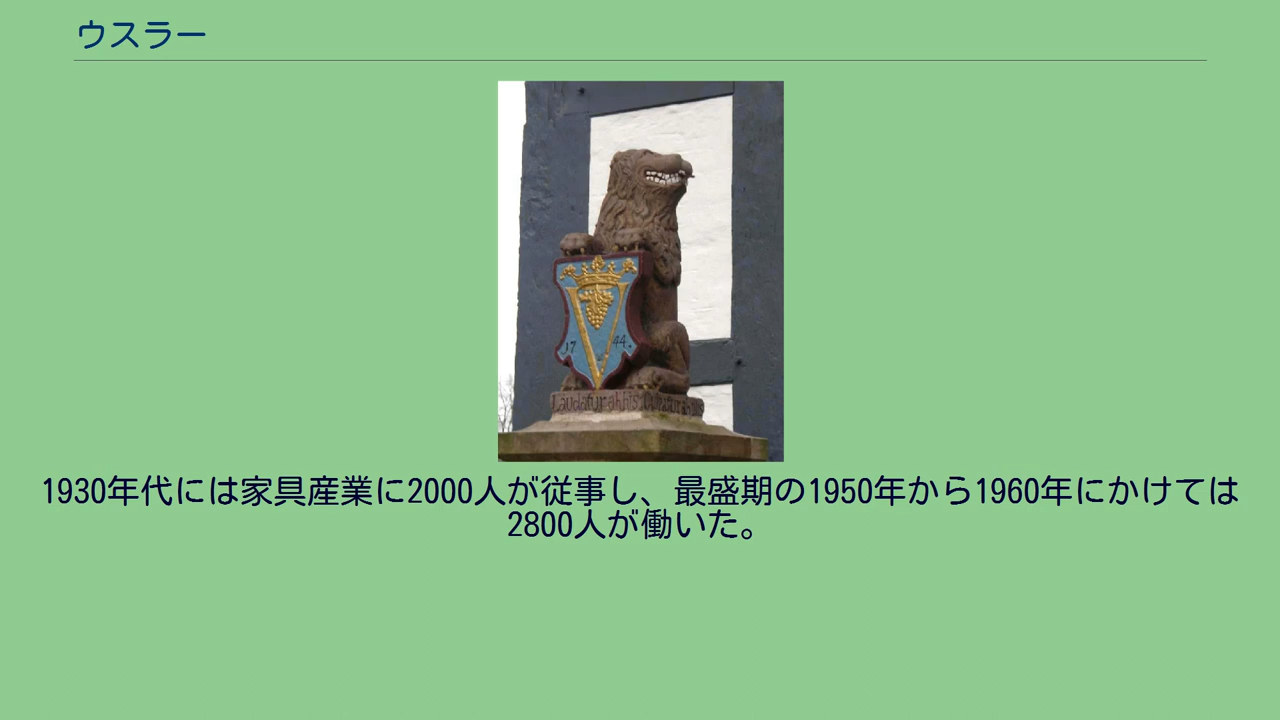 ウスラー
17 44.
1930年代には家具産業に2000人が従事し、最盛期の1950年から1960年にかけては
2800人が働いた。